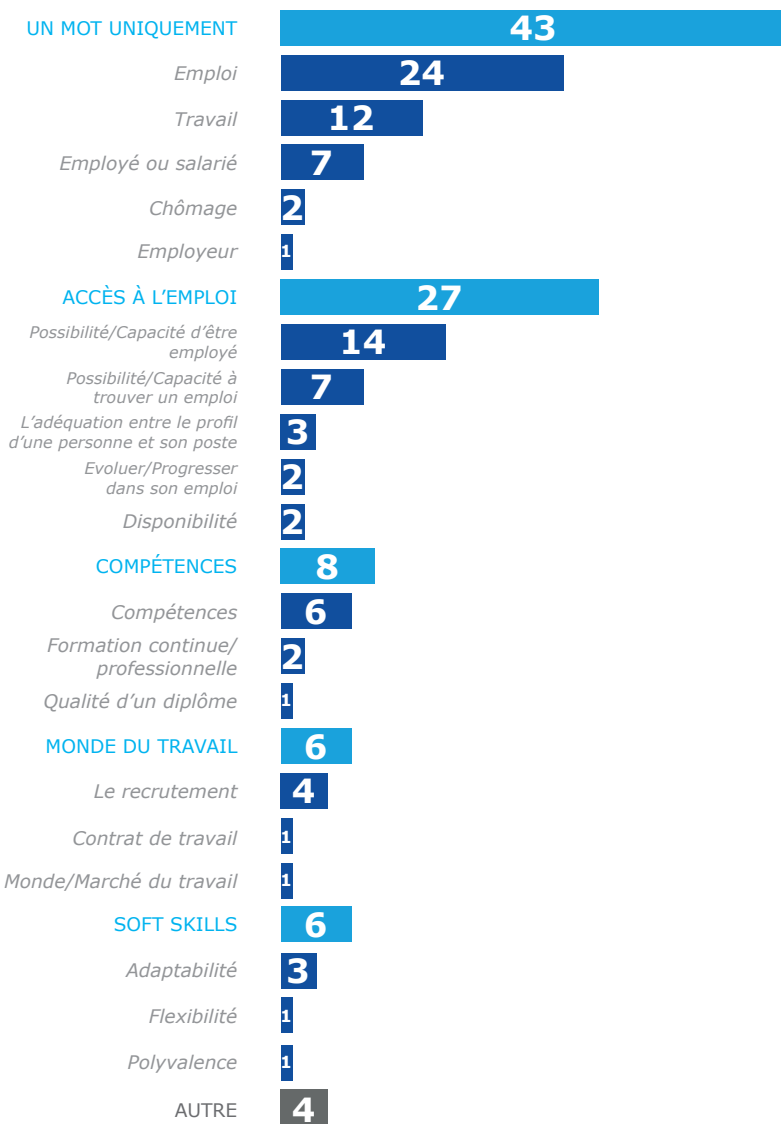 UN MOT UNIQUEMENT 43
Emploi 24
Travail 12
Employé ou salarié 7
Chômage 2
Employeur 1
ACCÈS À L’EMPLOI 27
Possibilité/Capacité d’être
employé 14
Possibilité/Capacité à
trouver un emploi 7
L’adéquation entre le profil
d’une personne et son poste 3
Evoluer/Progresser
dans son emploi 2
Disponibilité 2
COMPÉTENCES 8
Compétences 6
Formation continue/
professionnelle 2
Qualité d’un diplôme 1
MONDE DU TRAVAIL 6
Le recrutement 4
Contrat de travail 1
Monde/Marché du travail 1
SOFT SKILLS 6
Adaptabilité 3
Flexibilité 1
Polyvalence 1
AUTRE 4